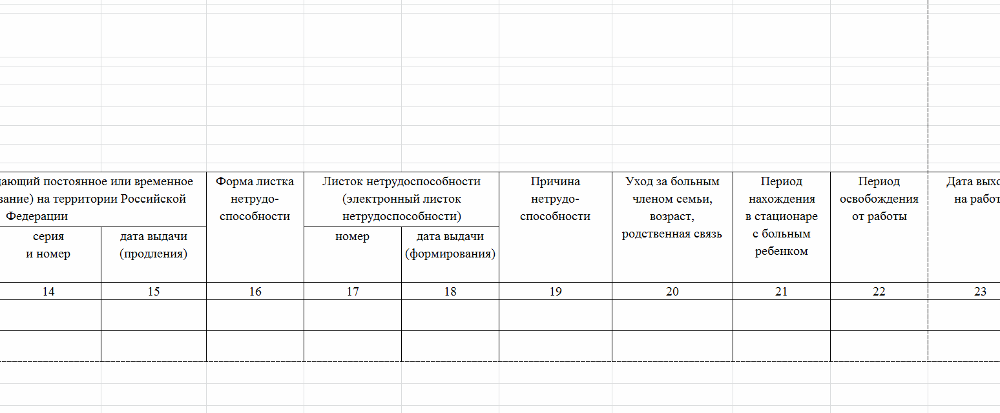 дающий постоянное или временное
вание) на территории Российской
Федерации
серия
и номер
дата выдачи
(продления)
Форма листка
нетрудо-
способности
Листок нетрудоспособности
(электронный листок
нетрудоспособности)
номер
дата выдачи
(формирования)
Причина
нетрудо-
способности
Уход за больным
членом семьи,
возраст,
родственная связь
Период
нахождения
в стационаре
с больным
ребенком
Период
освобождения
от работы
Дата выхо
на работ
14 15 16 17 18 19 20 21 22 23